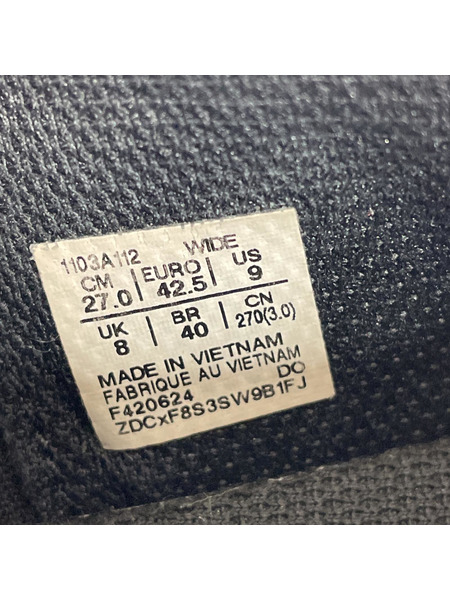 1103A112 WIDE
CM EURO US
27.0 42.5 9
UK BR CN
8 40 270(3.0)
MADE IN VIETNAM
FABRIQUE AU VIETNAM
F420624 DO
ZDCxF8S3SVW9B1FJ